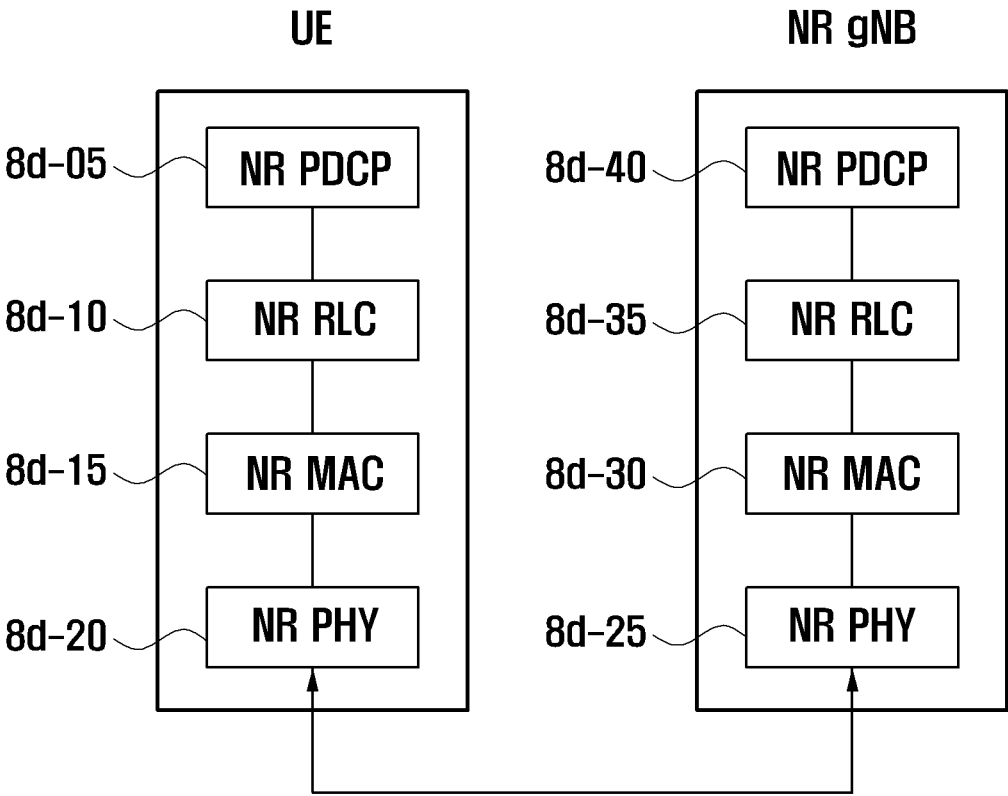 UE
NR gNB
8d-05
NR PDCP
8d-40
NR PDCP
8d-10
NR RLC
8d-35
NR RLC
8d-15
NR MAC
8d-30
NR MAC
8d-20
NR PHY
8d-25
NR PHY